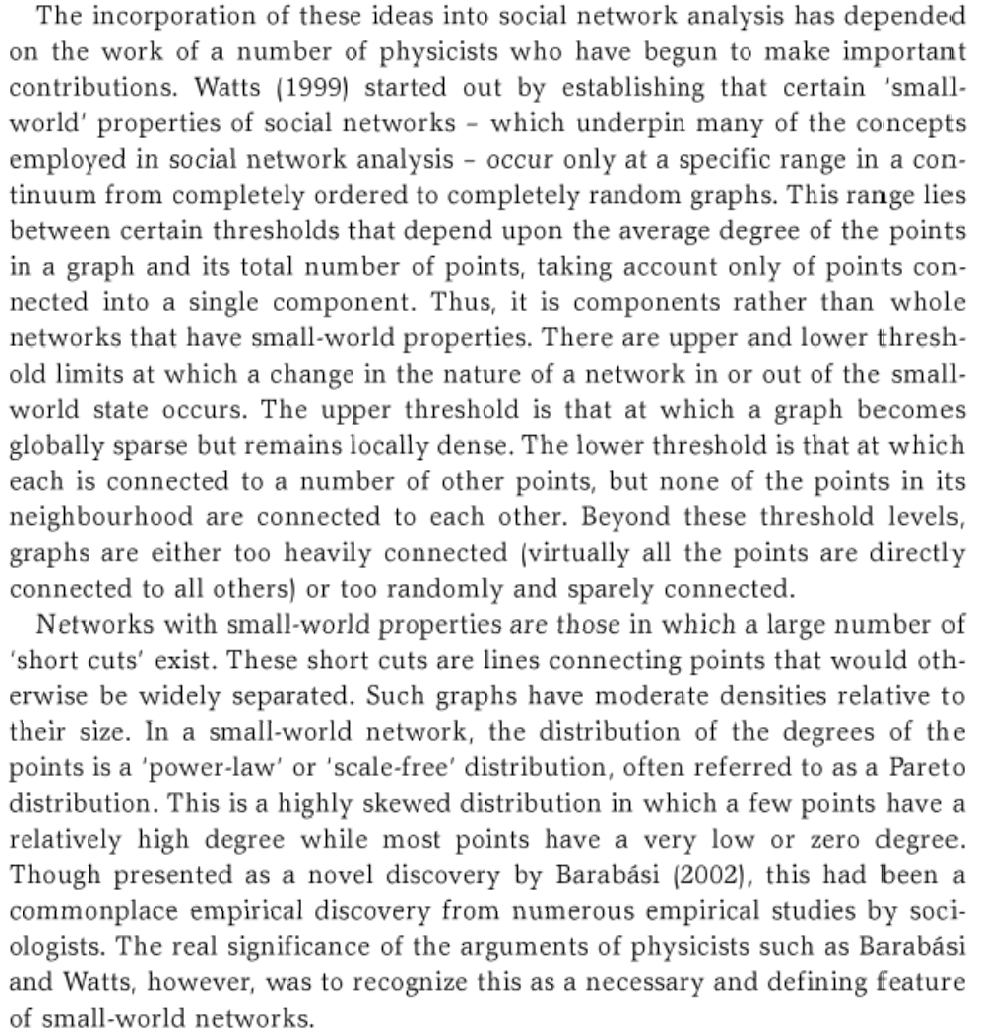 The incorporation of these ideas into social network analysis has depended
on the work of a number of physicists who have begun to make important
contributions. Watts (1999) started out by establishing that certain 'small-
world' properties of social networks – which underpin many of the concepts
employed in social network analysis – occur only at a specific range in a con-
tinuum from completely ordered to completely random graphs. This range lies
between certain thresholds that depend upon the average degree of the points
in a graph and its total number of points, taking account only of points con-
nected into a single component. Thus, it is components rather than whole
networks that have small-world properties. There are upper and lower thresh-
old limits at which a change in the nature of a network in or out of the small-
world state occurs. The upper threshold is that at which a graph becomes
globally sparse but remains locally dense. The lower threshold is that at which
each is connected to a number of other points, but none of the points in its
neighbourhood are connected to each other. Beyond these threshold levels,
graphs are either too heavily connected (virtually all the points are directly
connected to all others) or too randomly and sparely connected.
Networks with small-world properties are those in which a large number of
'short cuts' exist. These short cuts are lines connecting points that would oth-
erwise be widely separated. Such graphs have moderate densities relative to
their size. In a small-world network, the distribution of the degrees of the
points is a 'power-law' or 'scale-free' distribution, often referred to as a Pareto
distribution. This is a highly skewed distribution in which a few points have a
relatively high degree while most points have a very low or zero degree.
Though presented as a novel discovery by Barabási (2002), this had been a
commonplace empirical discovery from numerous empirical studies by soci-
ologists. The real significance of the arguments of physicists such as Barabási
and Watts, however, was to recognize this as a necessary and defining feature
of small-world networks.